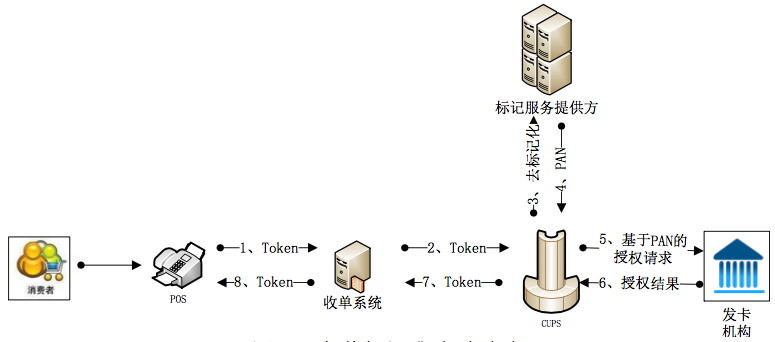 标记服务提供方
3、去标记化
4、PAN
消费者
POS
1、Token
8、Token
收单系统
2、Token
7、Token
CUPS
5、基于PAN的
授权请求
6、授权结果
发卡
机构